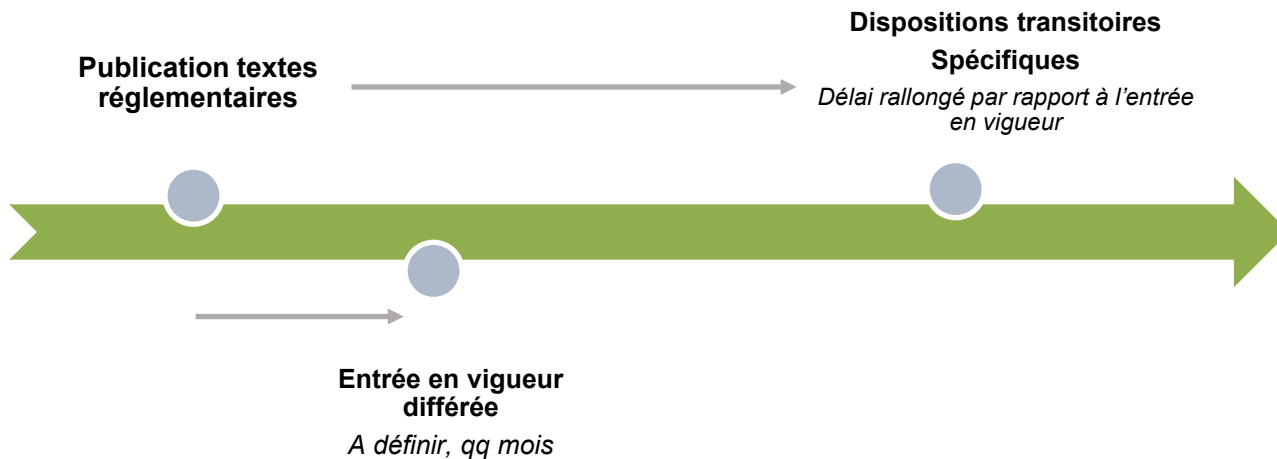 Publication textes
réglementaires
Dispositions transitoires
Spécifiques
Délai rallongé par rapport à l’entrée
en vigueur
Entrée en vigueur
différée
A définir, qq mois